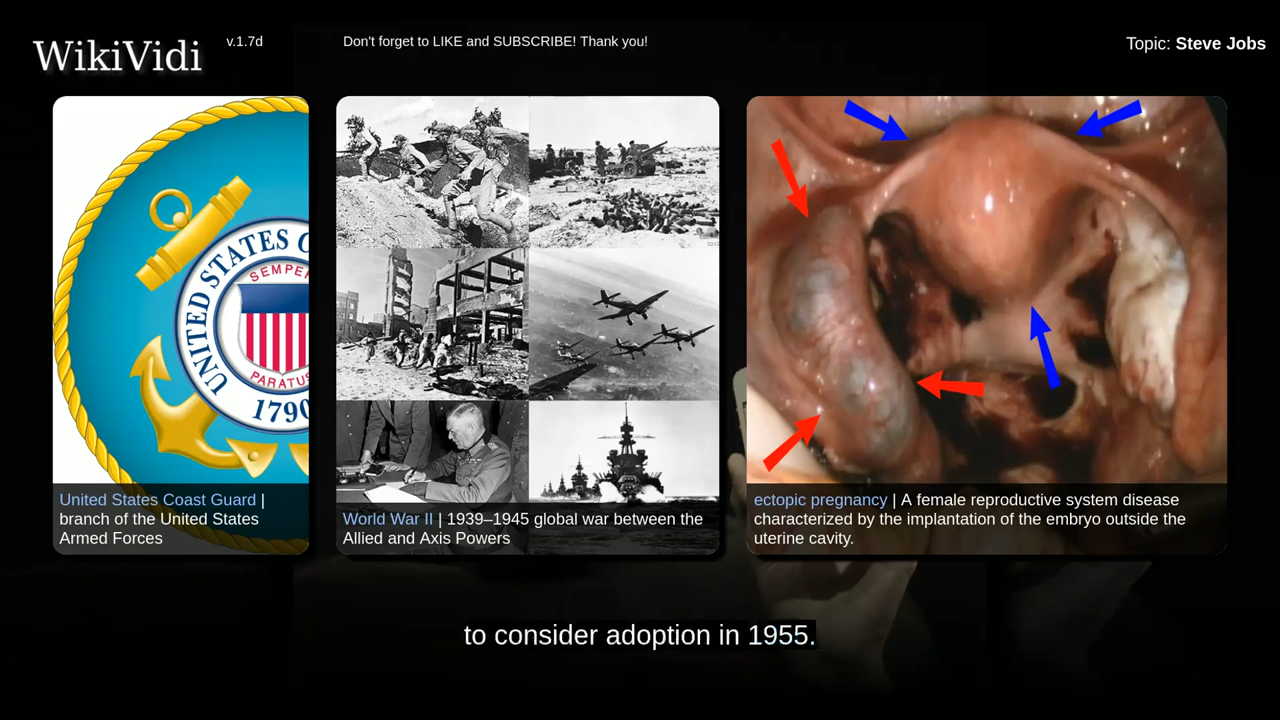 WikiVidi
v.1.7d
Don't forget to LIKE and SUBSCRIBE! Thank you!
Topic: Steve Jobs
UNITED STATES C
SEMPER
PARATUS
1790
United States Coast Guard |
branch of the United States
Armed Forces
World War II | 1939–1945 global war between the
Allied and Axis Powers
ectopic pregnancy | A female reproductive system disease
characterized by the implantation of the embryo outside the
uterine cavity.
to consider adoption in 1955.